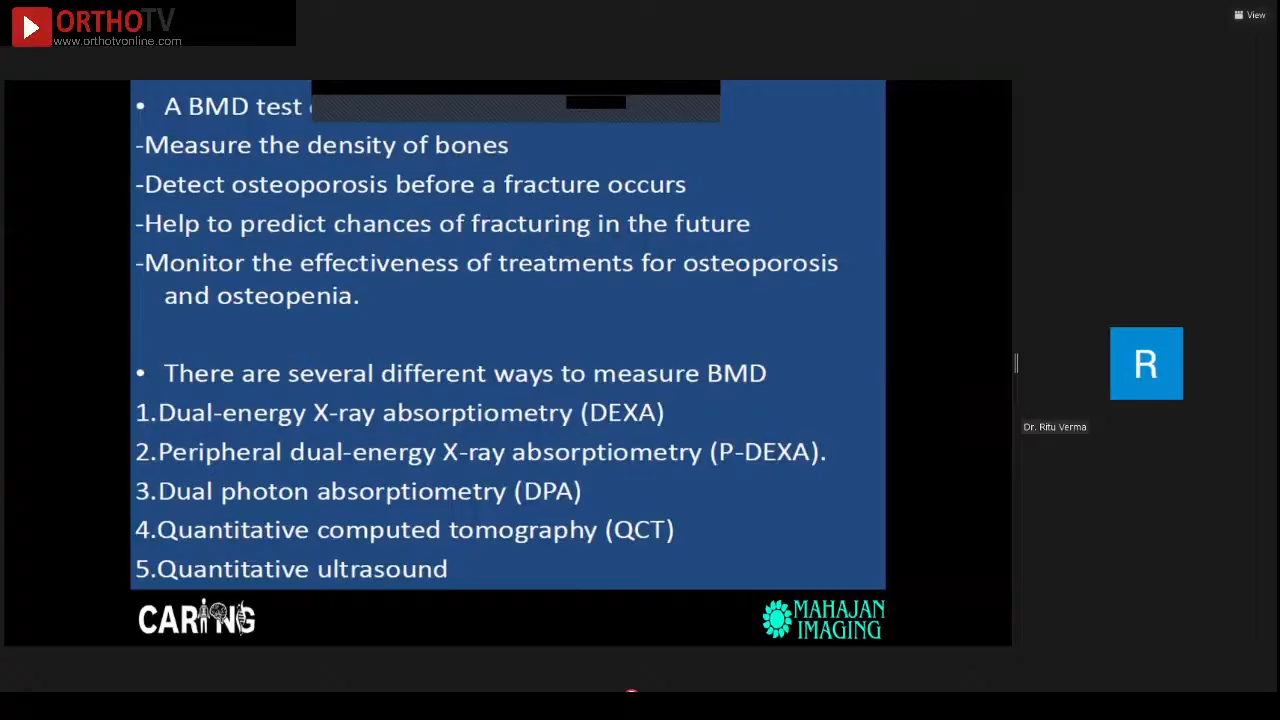 ORTHOTV
www.orthotvonline.com
View
• A BMD test
-Measure the density of bones
-Detect osteoporosis before a fracture occurs
-Help to predict chances of fracturing in the future
-Monitor the effectiveness of treatments for osteoporosis
and osteopenia.
• There are several different ways to measure BMD
1.Dual-energy X-ray absorptiometry (DEXA)
2.Peripheral dual-energy X-ray absorptiometry (P-DEXA).
3.Dual photon absorptiometry (DPA)
4.Quantitative computed tomography (QCT)
5.Quantitative ultrasound
R
Dr. Ritu Verma
CARING
MAHAJAN
IMAGING